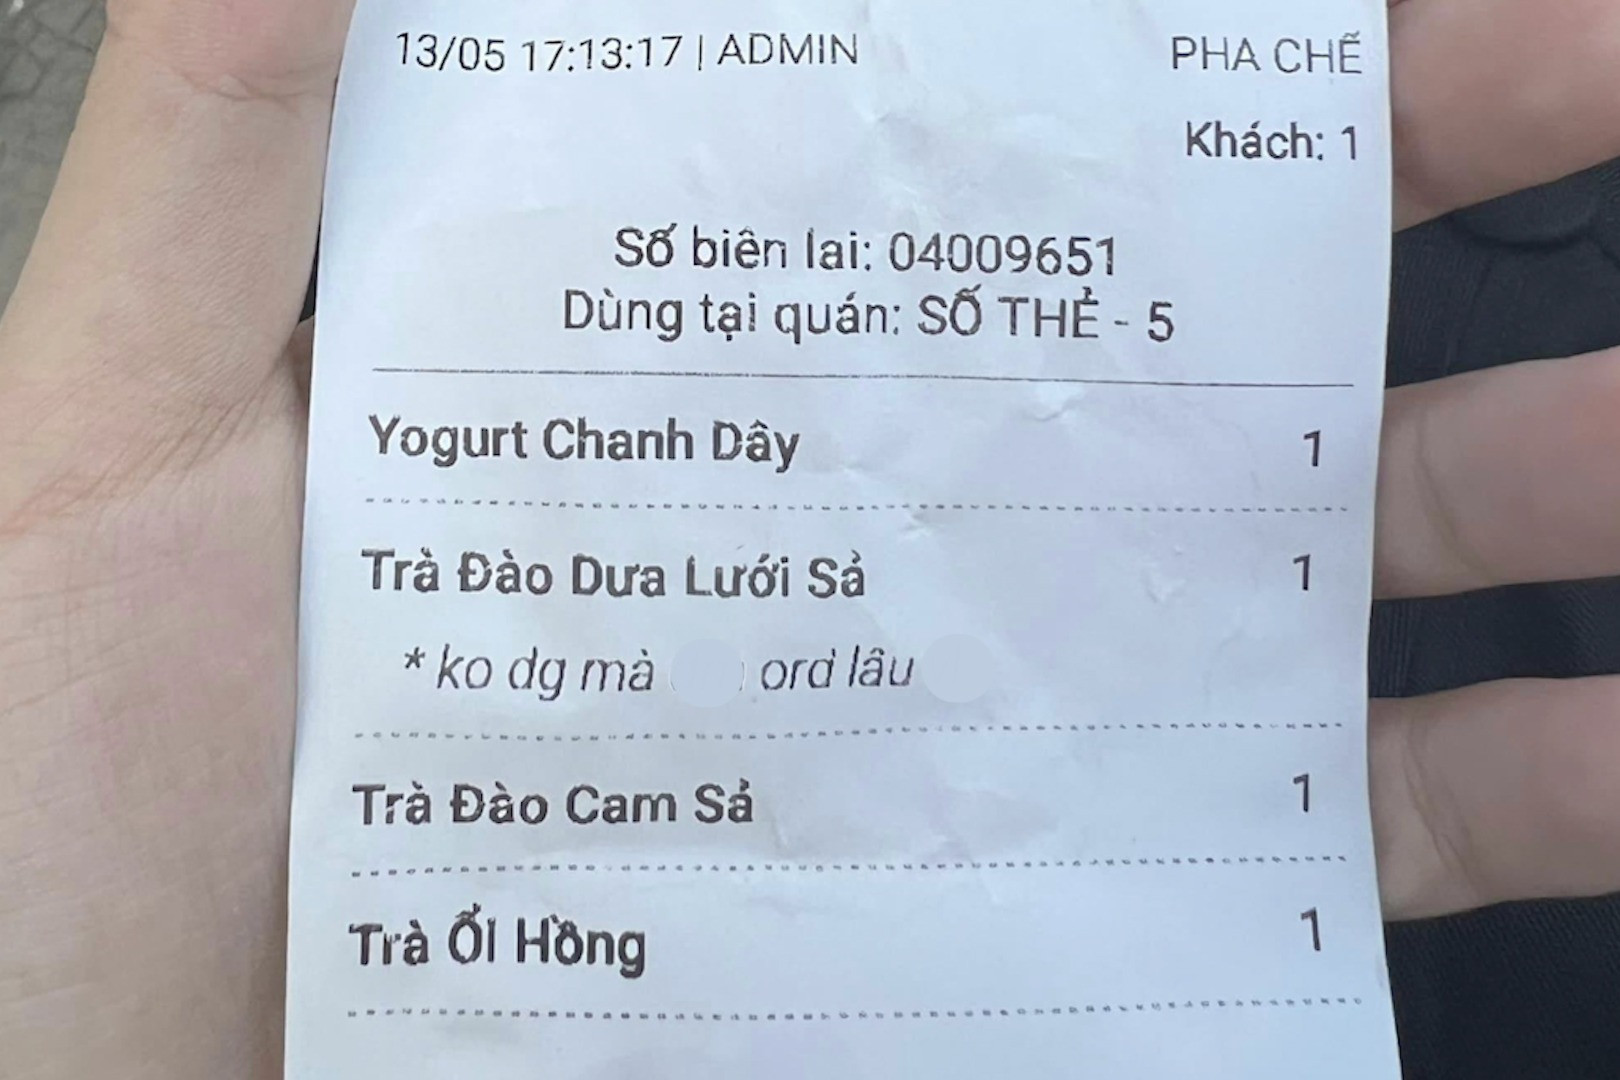 13/05 17:13:17 | ADMIN PHA CHẾ
Khách: 1
Số biên lai: 04009651
Dùng tại quán: SỐ THẺ - 5
Yogurt Chanh Dây 1
Trà Đào Dưa Lưới Sả 1
* ko dg mà ord lâu
Trà Đào Cam Sả 1
Trà Ổi Hồng 1